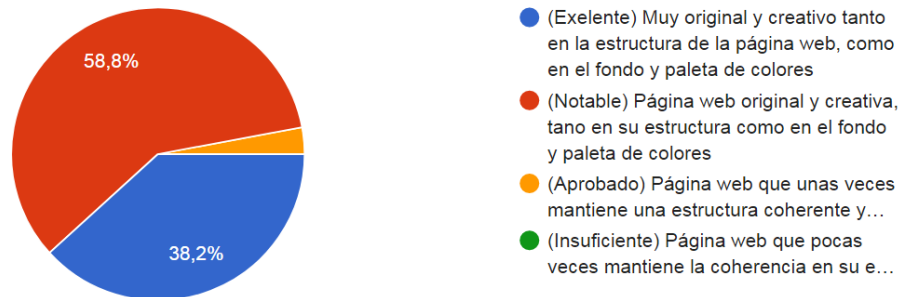 58,8%
38,2%
(Exelente) Muy original y creativo tanto
en la estructura de la página web, como
en el fondo y paleta de colores
(Notable) Página web original y creativa,
tano en su estructura como en el fondo
y paleta de colores
(Aprobado) Página web que unas veces
mantiene una estructura coherente y…
(Insuficiente) Página web que pocas
veces mantiene la coherencia en su e…